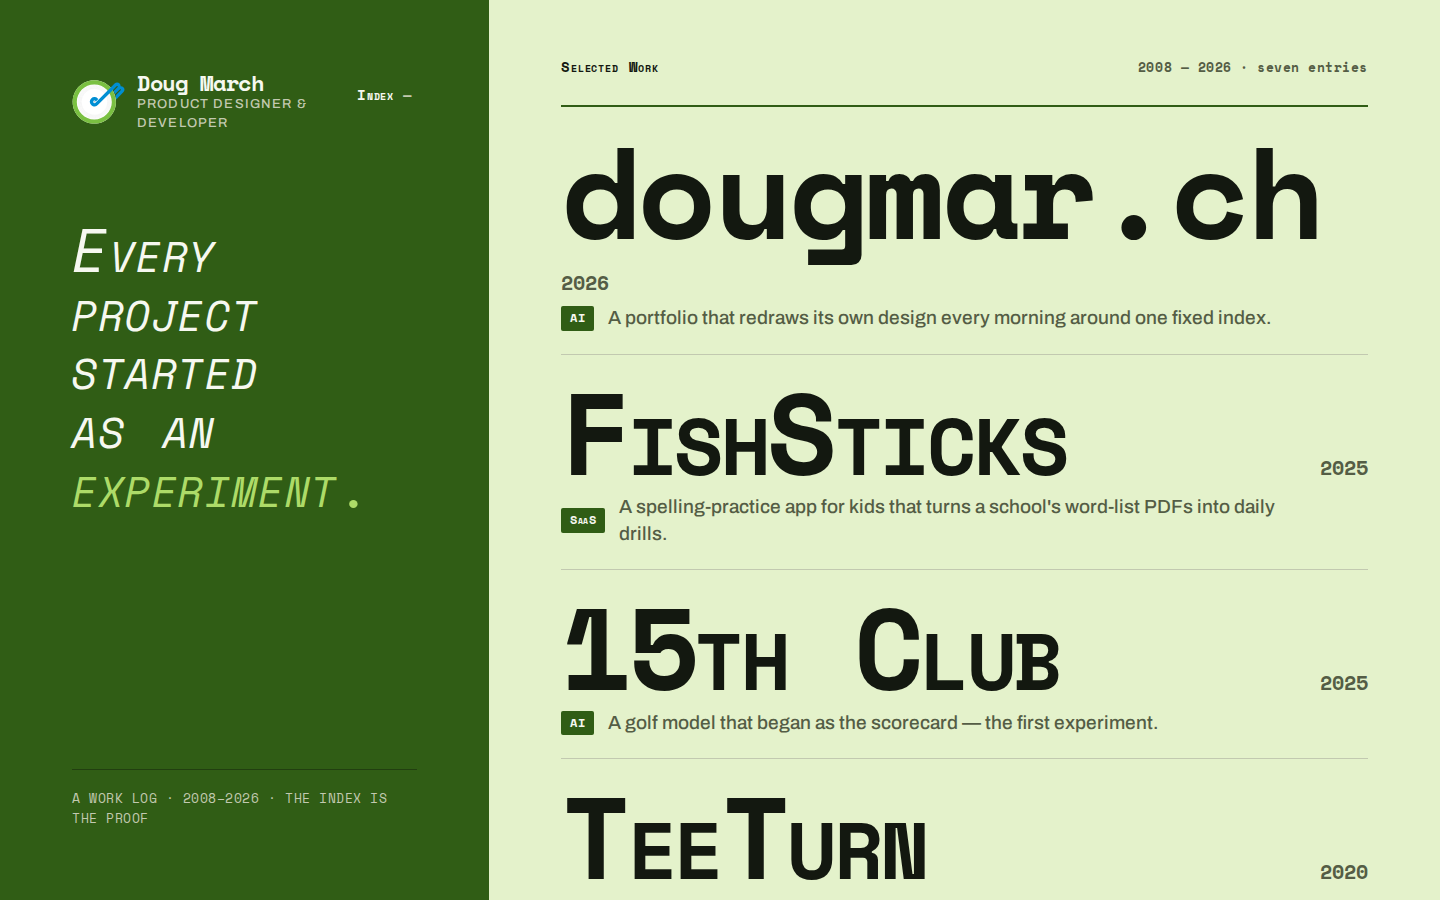 Doug March
PRODUCT DESIGNER &
DEVELOPER
Index —
Every
project
started
as an
experiment.
A WORK LOG · 2008–2026 · THE INDEX IS
THE PROOF
Selected Work
2008 — 2026 · seven entries
dougmar.ch
2026
AI A portfolio that redraws its own design every morning around one fixed index.
FishSticks
2025
SaaS A spelling-practice app for kids that turns a school's word-list PDFs into daily
drills.
15th Club
2025
AI A golf model that began as the scorecard — the first experiment.
TeeTurn
2020